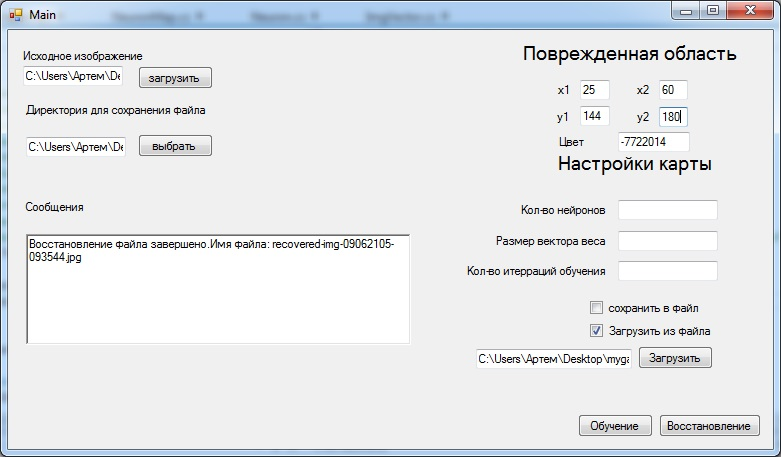 Main
Исходное изображение
C:\Users\Артем\De
загрузить
Директория для сохранения файла
C:\Users\Артем\De
выбрать
Сообщения
Восстановление файла завершено.Имя файла: recovered-img-09062105-
093544.jpg
Поврежденная область
x1 25 x2 60
y1 144 y2 180
Цвет -7722014
Настройки карты
Кол-во нейронов
Размер вектора веса
Кол-во итерраций обучения
сохранить в файл
Загрузить из файла
C:\Users\Артем\Desktop\myga
Загрузить
Обучение
Восстановление